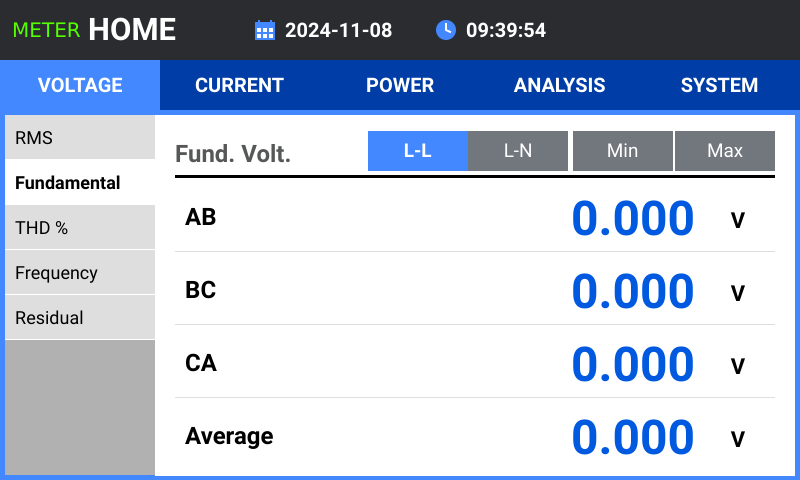 METER HOME 2024-11-08 09:39:54
VOLTAGE CURRENT POWER ANALYSIS SYSTEM
RMS
Fundamental
THD %
Frequency
Residual
Fund. Volt. L-L L-N Min Max
AB 0.000 V
BC 0.000 V
CA 0.000 V
Average 0.000 V